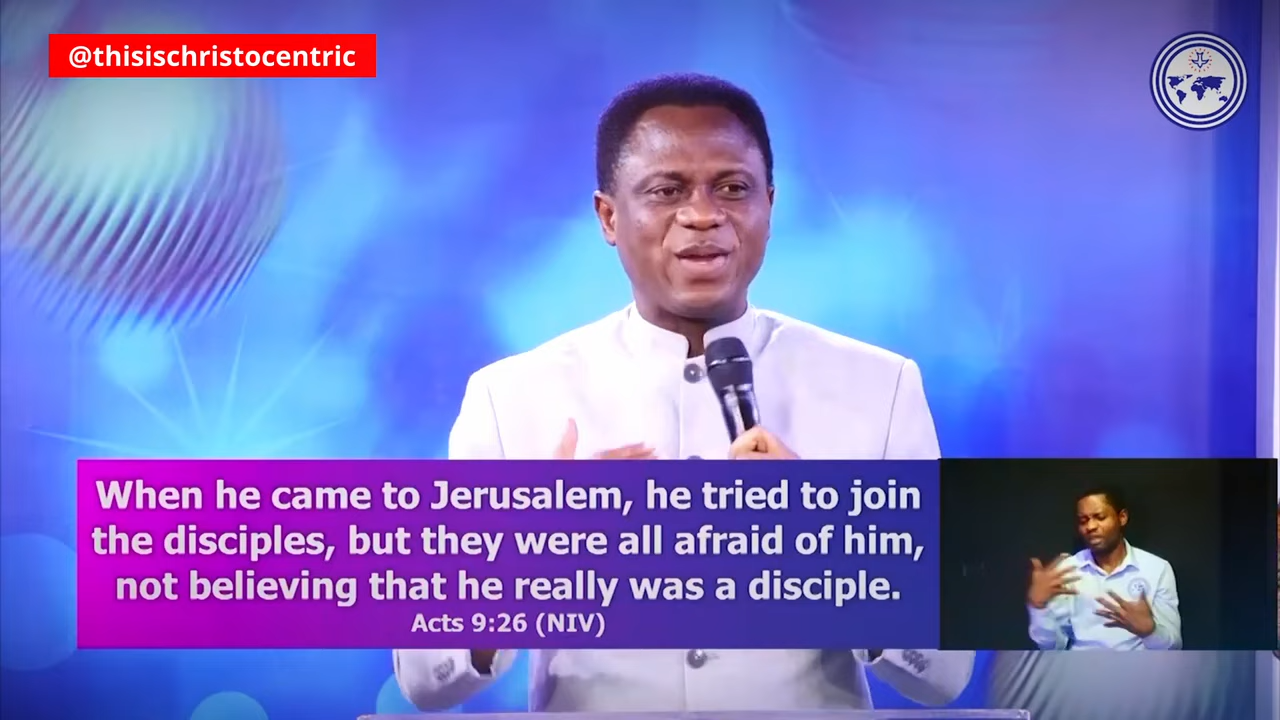 @thisischristocentric
When he came to Jerusalem, he tried to join
the disciples, but they were all afraid of him,
not believing that he really was a disciple.
Acts 9:26 (NIV)